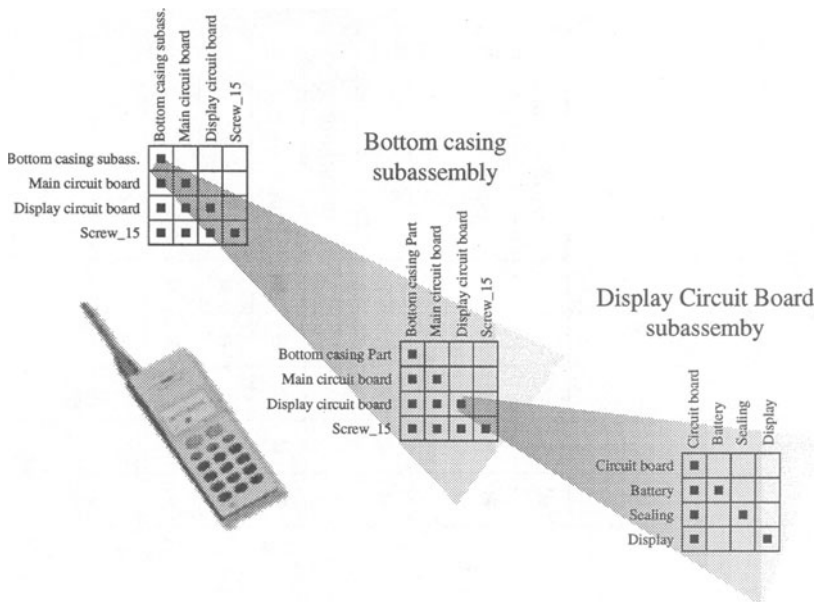 Bottom casing subass.
Main circuit board
Display circuit board
Screw_15
Bottom casing subass.
Main circuit board
Display circuit board
Screw_15
Bottom casing
subassembly
Bottom casing Part
Main circuit board
Display circuit board
Screw_15
Bottom casing Part
Main circuit board
Display circuit board
Screw_15
Display Circuit Board
subassemby
Circuit board
Battery
Sealing
Display
Circuit board
Battery
Sealing
Display